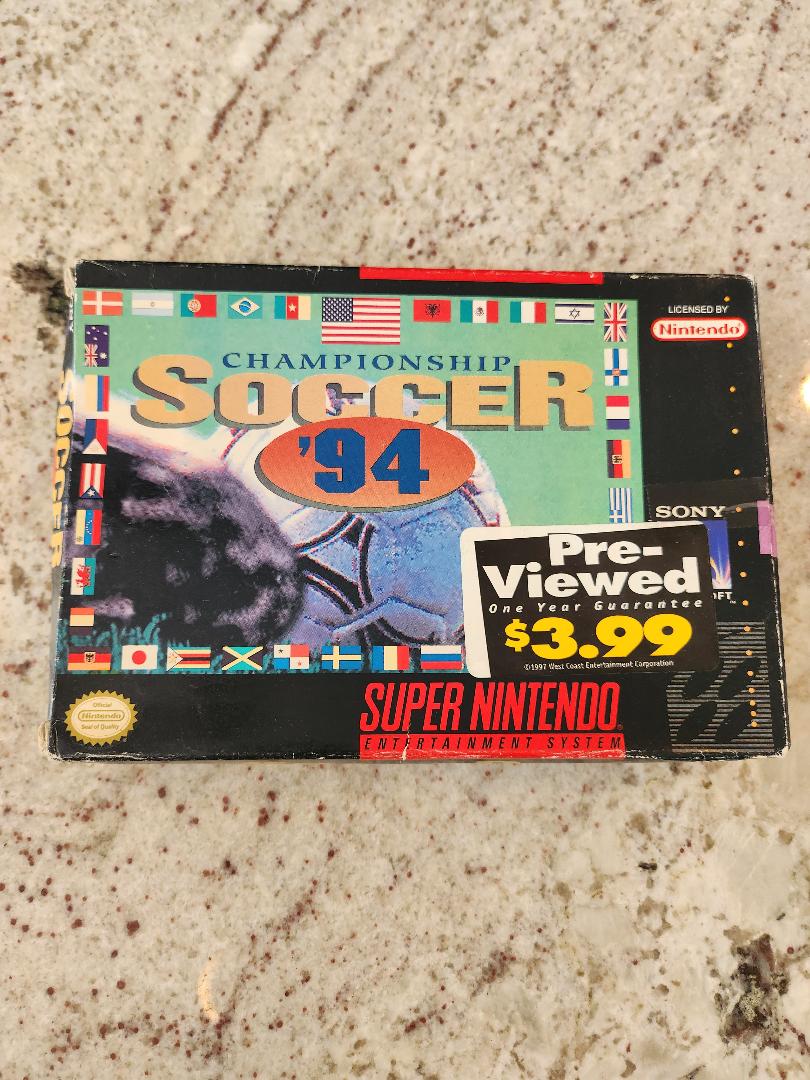 LICENSED BY
Nintendo
CHAMPIONSHIP
SOCCER
'94
SOCCER
SONY
Pre-
Viewed
One Year Guarantee
$3.99
©1997 West Coast Entertainment Corporation
OFT™
Official
Nintendo
Seal of Quality
SUPER NINTENDO®
ENTERTAINMENT SYSTEM